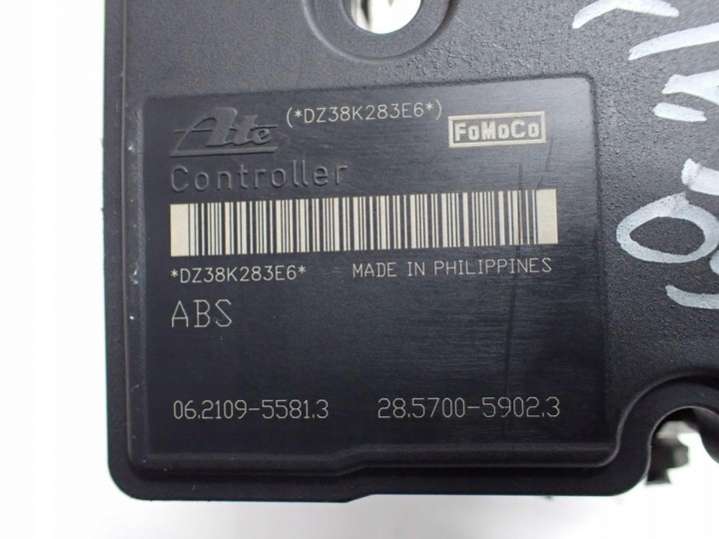 Ate (*DZ38K283E6*) FoMoCo
Controller
*DZ38K283E6* MADE IN PHILIPPINES
ABS
06.2109-5581.3 28.5700-5902.3